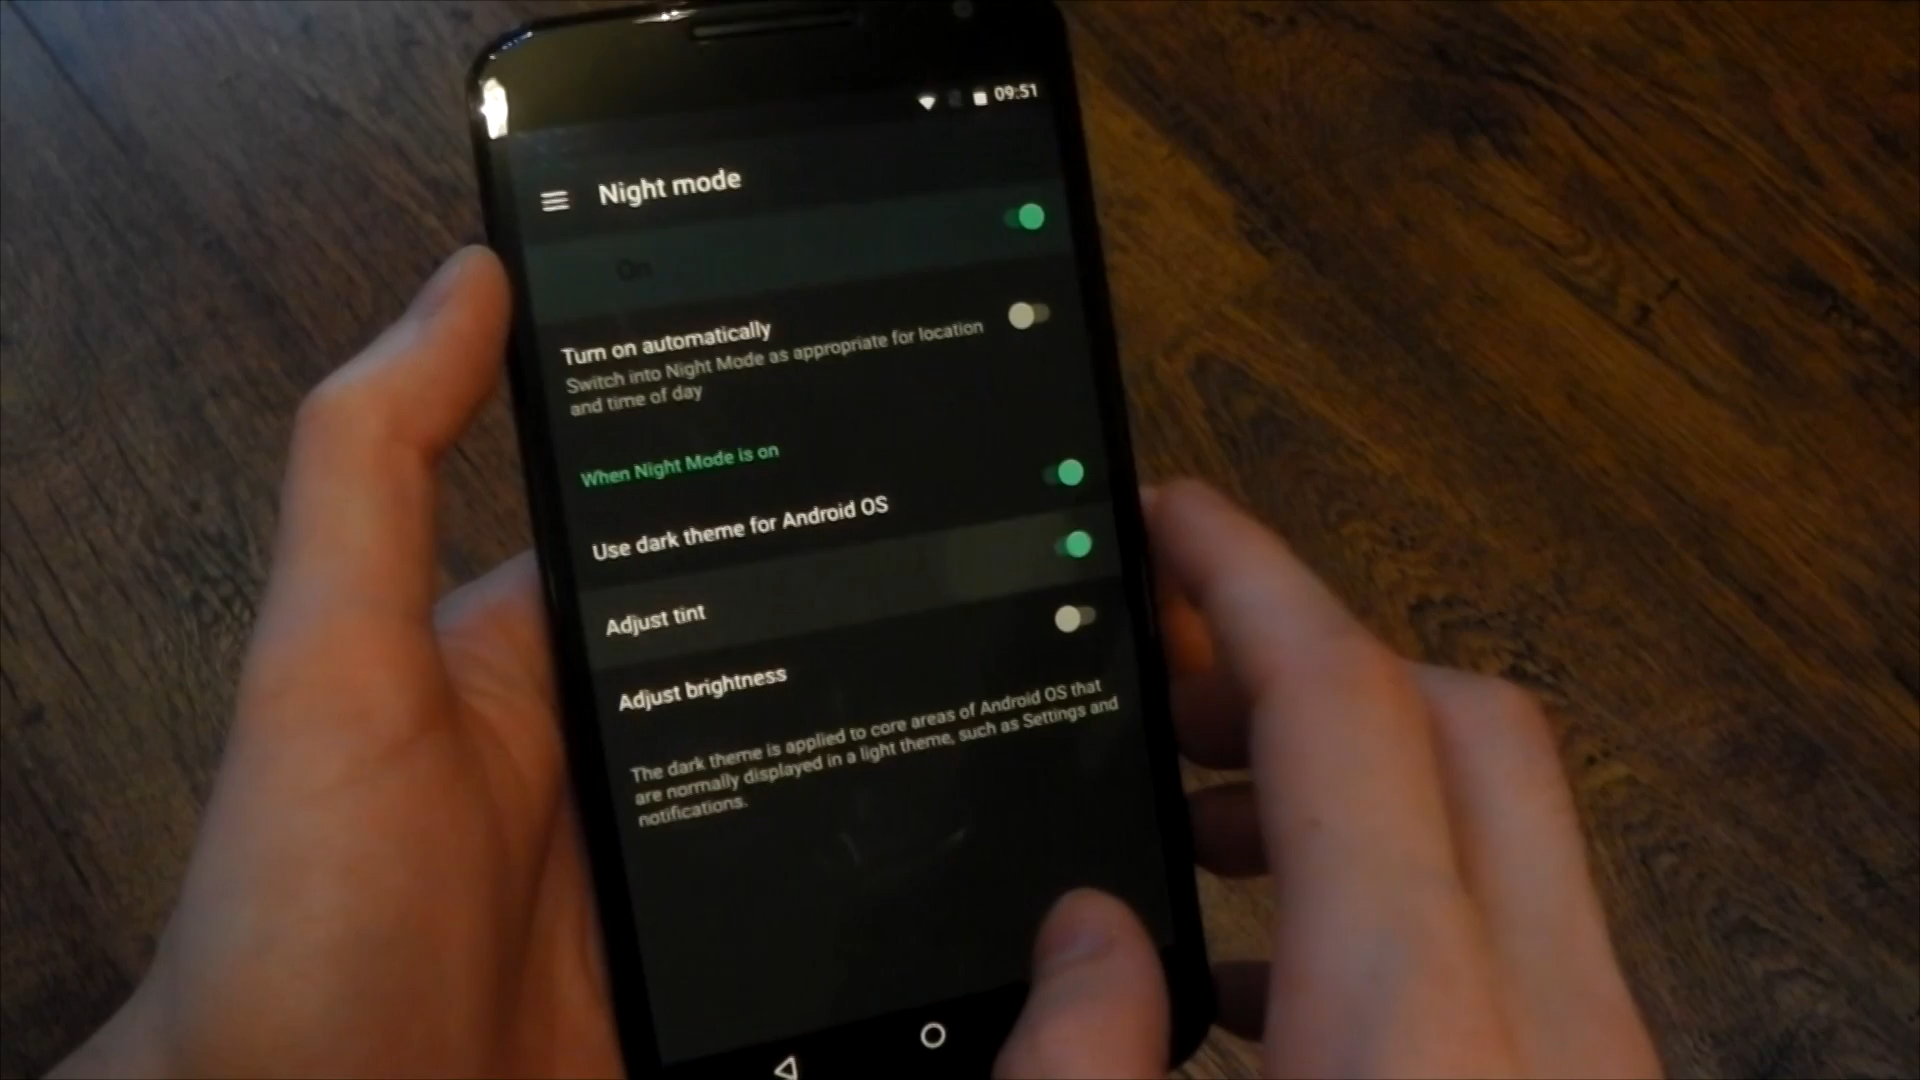 09:51
Night mode
On
Turn on automatically
Switch into Night Mode as appropriate for location
and time of day
When Night Mode is on
Use dark theme for Android OS
Adjust tint
Adjust brightness
The dark theme is applied to core areas of Android OS that
are normally displayed in a light theme, such as Settings and
notifications.